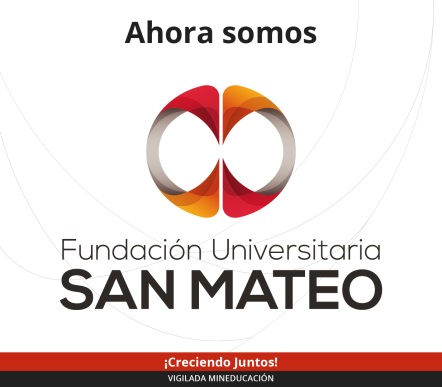 Ahora somos
Fundación Universitaria
SAN MATEO
¡Creciendo Juntos!
VIGILADA MINEDUCACIÓN